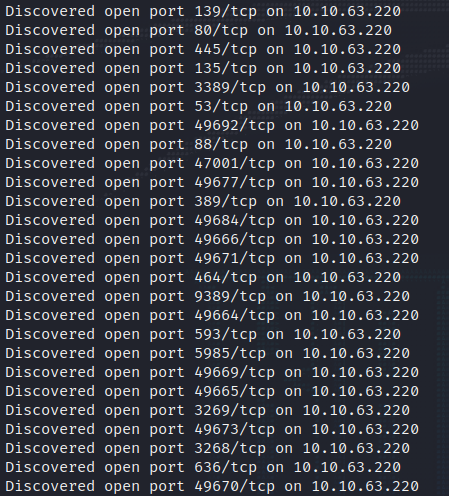 Discovered open port 139/tcp on 10.10.63.220
Discovered open port 80/tcp on 10.10.63.220
Discovered open port 445/tcp on 10.10.63.220
Discovered open port 135/tcp on 10.10.63.220
Discovered open port 3389/tcp on 10.10.63.220
Discovered open port 53/tcp on 10.10.63.220
Discovered open port 49692/tcp on 10.10.63.220
Discovered open port 88/tcp on 10.10.63.220
Discovered open port 47001/tcp on 10.10.63.220
Discovered open port 49677/tcp on 10.10.63.220
Discovered open port 389/tcp on 10.10.63.220
Discovered open port 49684/tcp on 10.10.63.220
Discovered open port 49666/tcp on 10.10.63.220
Discovered open port 49671/tcp on 10.10.63.220
Discovered open port 464/tcp on 10.10.63.220
Discovered open port 9389/tcp on 10.10.63.220
Discovered open port 49664/tcp on 10.10.63.220
Discovered open port 593/tcp on 10.10.63.220
Discovered open port 5985/tcp on 10.10.63.220
Discovered open port 49669/tcp on 10.10.63.220
Discovered open port 49665/tcp on 10.10.63.220
Discovered open port 3269/tcp on 10.10.63.220
Discovered open port 49673/tcp on 10.10.63.220
Discovered open port 3268/tcp on 10.10.63.220
Discovered open port 636/tcp on 10.10.63.220
Discovered open port 49670/tcp on 10.10.63.220